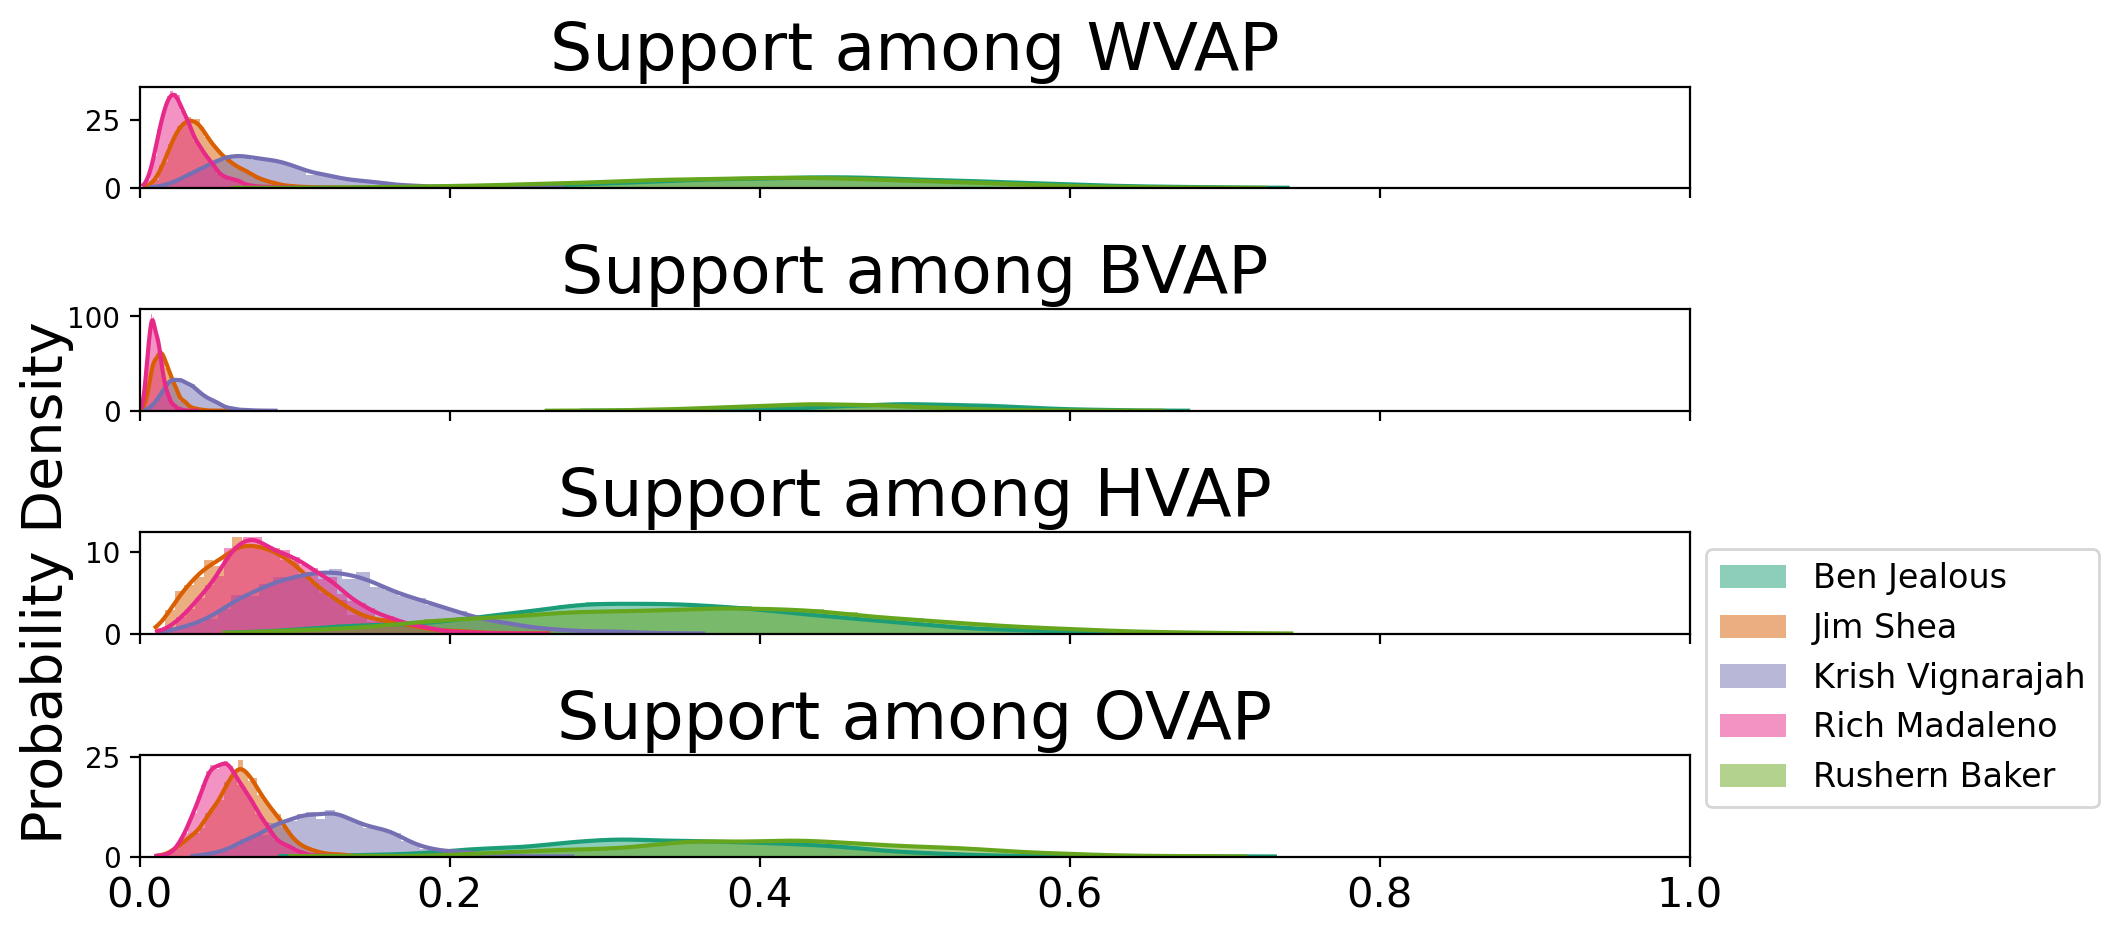 Support among WVAP
25
0
Support among BVAP
100
0
Support among HVAP
10
0
Support among OVAP
25
0
0.0 0.2 0.4 0.6 0.8 1.0
Probability Density
Ben Jealous
Jim Shea
Krish Vignarajah
Rich Madaleno
Rushern Baker